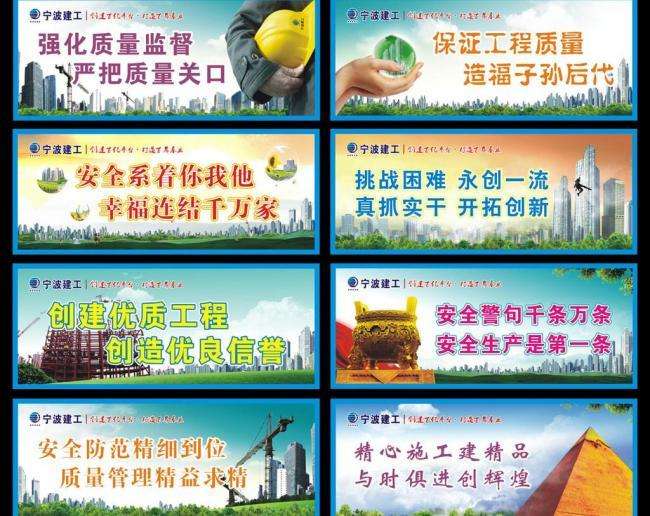 宁波建工
强化质量监督
严把质量关口
宁波建工
保证工程质量
造福子孙后代
宁波建工
安全系着你我他
幸福连结千万家
宁波建工
挑战困难 永创一流
真抓实干 开拓创新
宁波建工
创建优质工程
创造优良信誉
宁波建工
安全警句千条万条
安全生产是第一条
宁波建工
安全防范精细到位
质量管理精益求精
宁波建工
精心施工建精品
与时俱进创辉煌